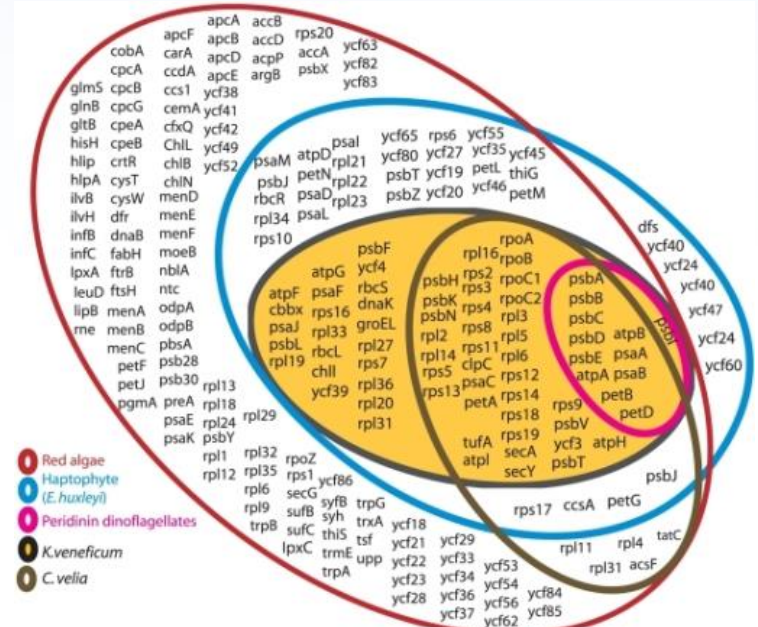 apcA accB
apcF apcB accD rps20
cobA carA apcD acpP accA ycf63
cpcA ccdA apcE argB psbX ycf82
glmS cpcB ccs1 ycf38 ycf83
glnB cpcG cemA ycf41
gltB cpeA cfxQ ycf42
hisH cpeB ChlL ycf49
hlip crtR chlB ycf52
hlpA cysT chlN
ilvB cysW menD
ilvH dfr menE
infB dnaB menF
infC fabH moeB
lpxA ftrB nblA
leuD ftsH ntc
lipB menA odpA
rne menB odpB
menC pbsA
petF psb28
petJ psb30 rpl13
pgmA preA rpl18
psaE rpl24 rpl29
psaK psbY
rpl1 rpl32 rpoZ
rpl12 rpl35 rps1 ycf86
rpl6 secG syfB trpG
rpl9 sufB syh trxA ycf18
trpB sufC thiS tsf ycf21 ycf29
lpxC trmE upp ycf22 ycf33 ycf53
trpA ycf23 ycf34 ycf54
ycf28 ycf36 ycf56 ycf84
ycf37 ycf62 ycf85
psaM atpD psaI ycf65 rps6 ycf55
psbJ petN rpl21 ycf80 ycf27 ycf35 ycf45
rbcR psaD rpl22 psbT ycf19 petL thiG
rpl34 psaL rpl23 psbZ ycf20 ycf46 petM
rps10
dfs
ycf40
ycf24
ycf40
ycf47
ycf24
ycf60
psbF
atpG ycf4
atpF psaF rbcS
cbbx rps16 dnaK
psaJ rpl33 groEL
psbL rbcL rpl27
rpl19 chlI rps7
ycf39 rpl36
rpl20
rpl31
rpoA
rpl16 rpoB
psbH rps2 rpoC1
psbK rps3 rpoC2
psbN rps4 rpl3
rpl2 rps8 rpl5
rpl14 rps11 rpl6
rps5 clpC rps12
rps13 psaC rps14
petA rps18 rps9
rps19 psbV
tufA secA ycf3 atpH
atpI secY psbT
psbA
psbB
psbC psbI
psbD atpB
psbE psaA
atpA psaB
petB
petD
psbJ
rps17 ccsA petG
rpl11 rpl4 tatC
rpl31 acsF
Red algae
Haptophyte
(E.huxleyi)
Peridinin dinoflagellates
K.veneficum
C.velia